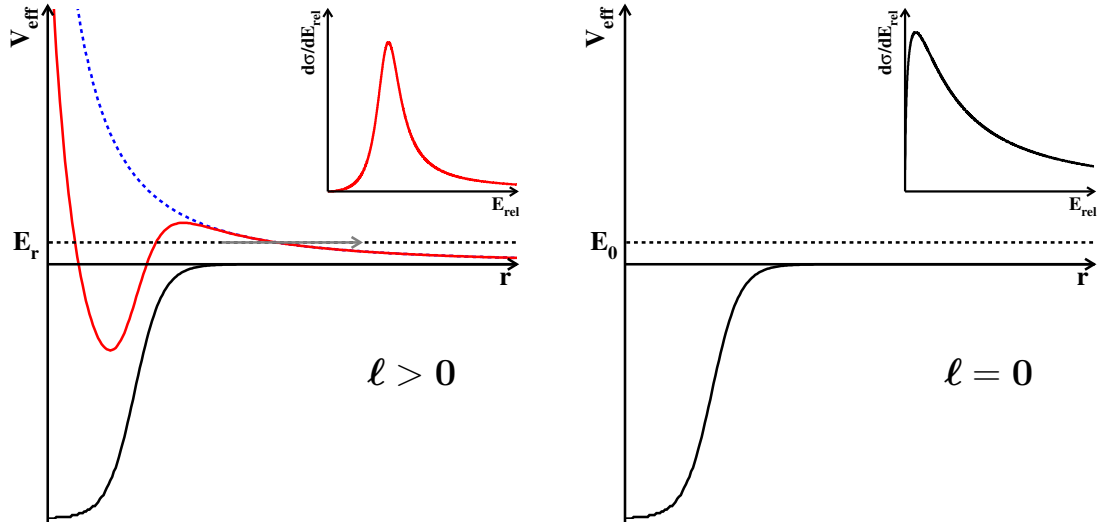 V_eff
dσ/dE_rel
E_rel
E_r
r
ℓ > 0
V_eff
dσ/dE_rel
E_rel
E_0
r
ℓ = 0